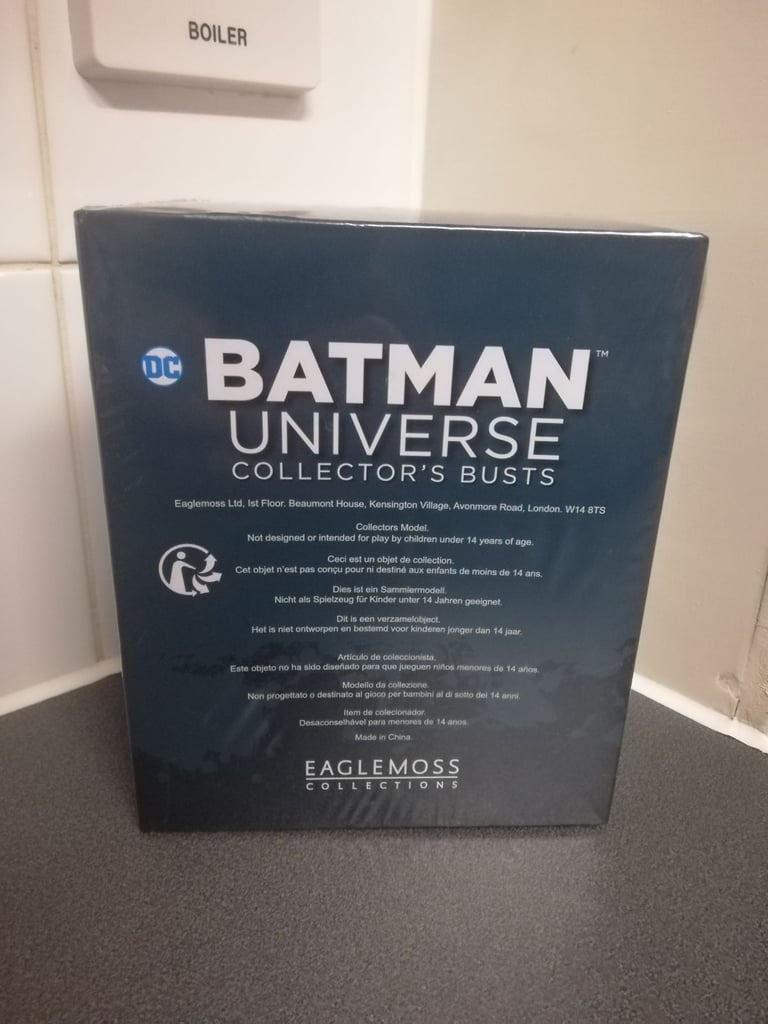 BOILER
DC
BATMAN™
UNIVERSE
COLLECTOR'S BUSTS
Eaglemoss Ltd, 1st Floor. Beaumont House, Kensington Village, Avonmore Road, London. W14 8TS
Collectors Model.
Not designed or intended for play by children under 14 years of age.
Ceci est un objet de collection.
Cet objet n'est pas conçu pour ni destiné aux enfants de moins de 14 ans.
Dies ist ein Sammlermodell.
Nicht als Spielzeug für Kinder unter 14 Jahren geeignet.
Dit is een verzamelobject.
Het is niet ontworpen en bestemd voor kinderen jonger dan 14 jaar.
Artículo de coleccionista.
Este objeto no ha sido diseñado para que jueguen niños menores de 14 años.
Modello da collezione.
Non progettato o destinato al gioco per bambini al di sotto dei 14 anni.
Item de colecionador.
Desaconselhável para menores de 14 anos.
Made in China.
EAGLEMOSS
COLLECTIONS